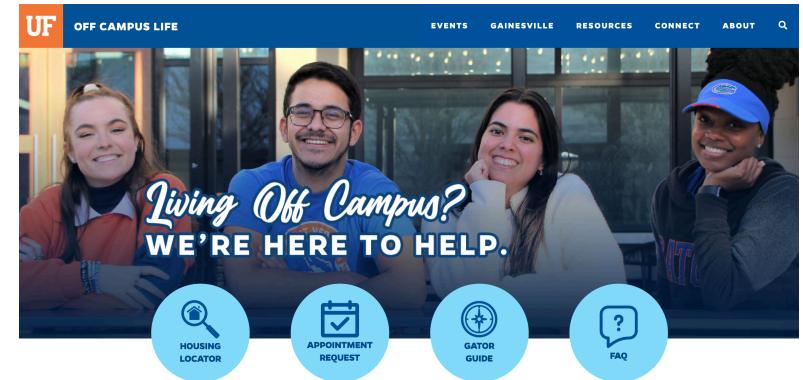 UF OFF CAMPUS LIFE EVENTS GAINESVILLE RESOURCES CONNECT ABOUT
Living Off Campus?
WE'RE HERE TO HELP.
HOUSING
LOCATOR
APPOINTMENT
REQUEST
GATOR
GUIDE
FAQ